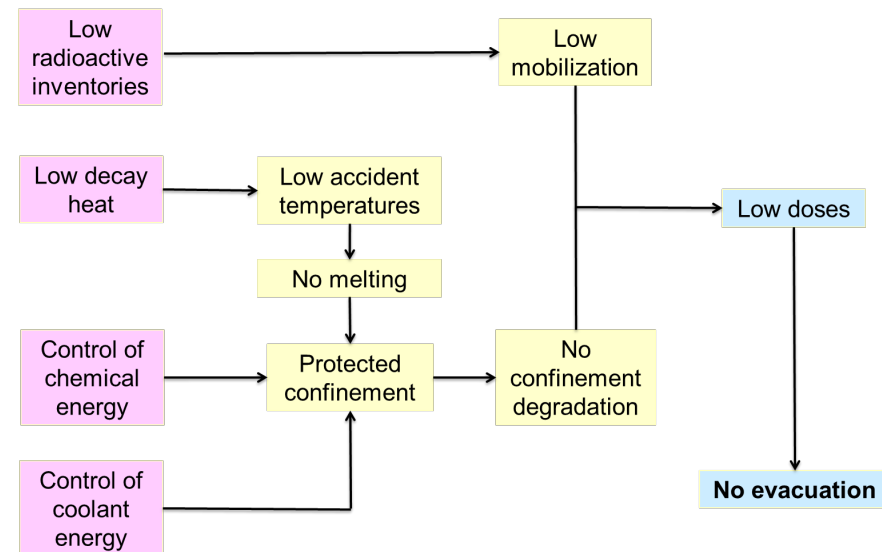 Low
radioactive
inventories
Low
mobilization
Low decay
heat
Low accident
temperatures
Low doses
No melting
Control of
chemical
energy
Protected
confinement
No
confinement
degradation
Control of
coolant
energy
No evacuation